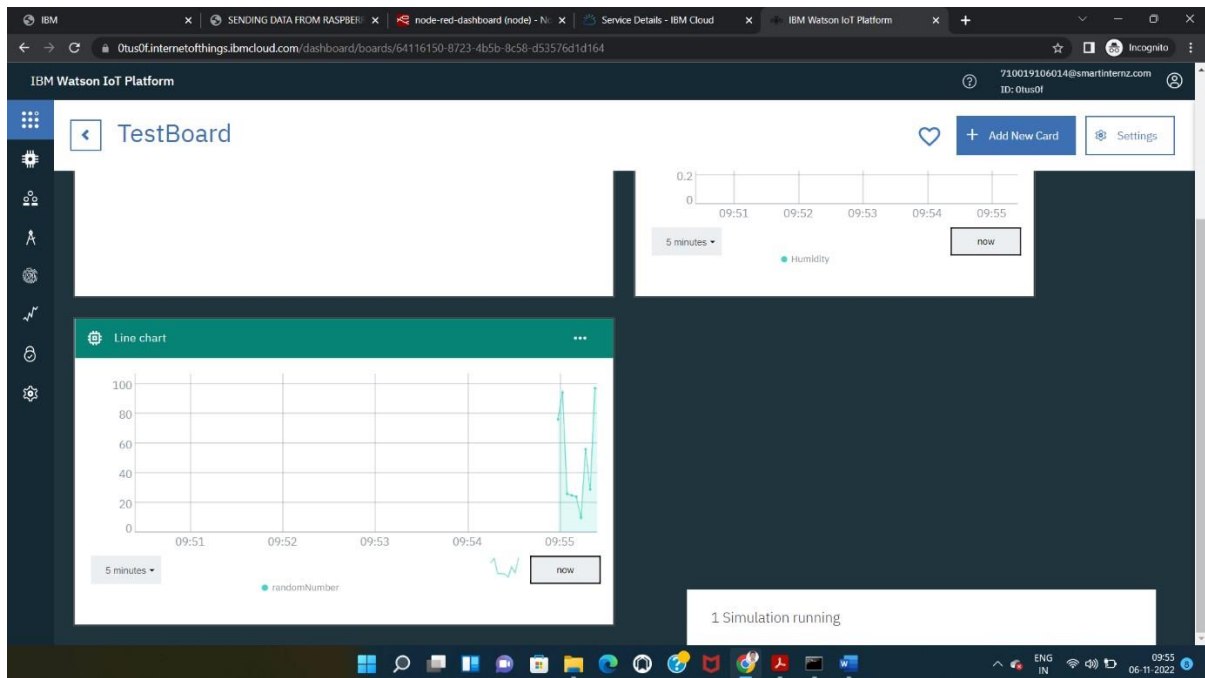 IBM
SENDING DATA FROM RASPBER
node-red-dashboard (node) - No
Service Details - IBM Cloud
IBM Watson IoT Platform
0tus0f.internetofthings.ibmcloud.com/dashboard/boards/64116150-8723-4b5b-8c58-d53576d1d164
Incognito
IBM Watson IoT Platform
710019106014@smartinternz.com
ID: 0tus0f
TestBoard
+ Add New Card
Settings
0.2
0
09:51 09:52 09:53 09:54 09:55
5 minutes
now
Humidity
Line chart
100
80
60
40
20
0
09:51 09:52 09:53 09:54 09:55
5 minutes
now
randomNumber
1 Simulation running
ENG
IN
09:55
06-11-2022
8